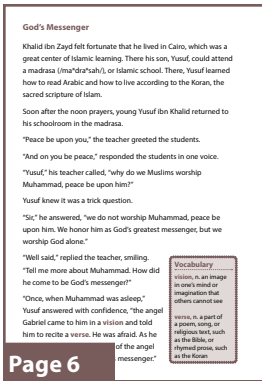 God's Messenger
Khalid ibn Zayd felt fortunate that he lived in Cairo, which was a
great center of Islamic learning. There his son, Yusuf, could attend
a madrasa (/ma*dra*sah/), or Islamic school. There, Yusuf learned
how to read Arabic and how to live according to the Koran, the
sacred scripture of Islam.
Soon after the noon prayers, young Yusuf ibn Khalid returned to
his schoolroom in the madrasa.
"Peace be upon you," the teacher greeted the students.
"And on you be peace," responded the students in one voice.
"Yusuf," his teacher called, "why do we Muslims worship
Muhammad, peace be upon him?"
Yusuf knew it was a trick question.
"Sir," he answered, "we do not worship Muhammad, peace be
upon him. We honor him as God's greatest messenger, but we
worship God alone."
"Well said," replied the teacher, smiling.
"Tell me more about Muhammad. How did
he come to be God's messenger?"
"Once, when Muhammad was asleep,"
Yusuf answered with confidence, "the angel
Gabriel came to him in a vision and told
him to recite a verse. He was afraid. As he
of the angel
messenger."
Vocabulary
vision, n. an image
in one's mind or
imagination that
others cannot see
verse, n. a part of
a poem, song, or
religious text, such
as the Bible, or
rhymed prose, such
as the Koran
Page 6